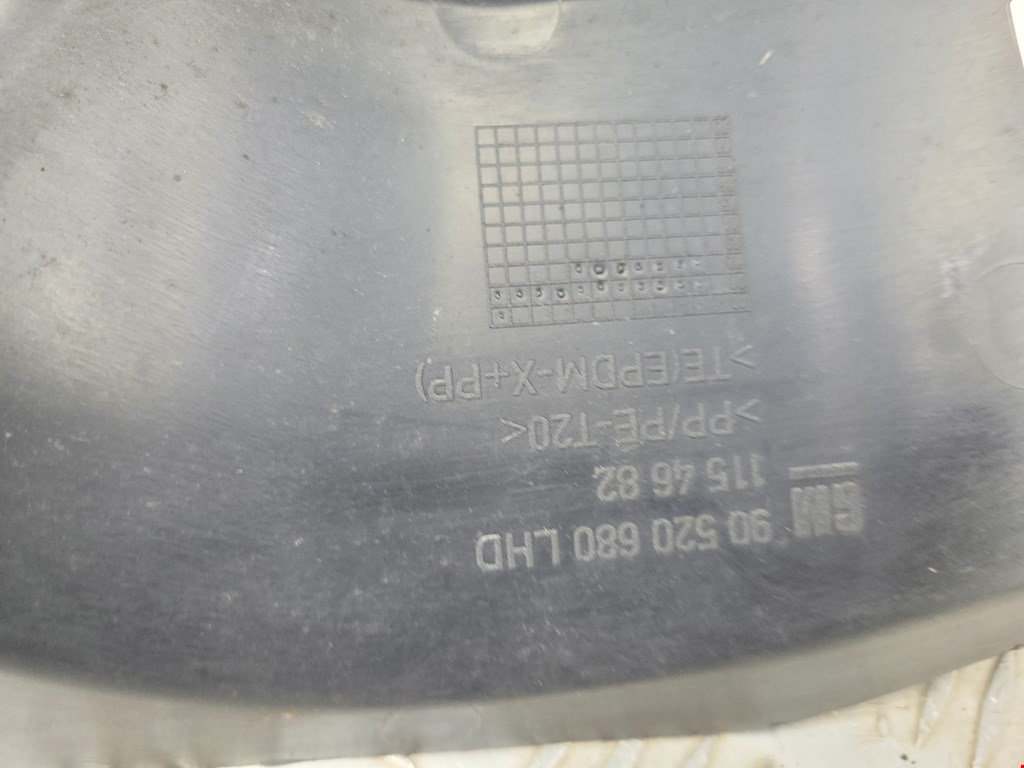 GM 90 520 680 LHD
115 46 82
>PP/PE-T20<
>TE(EPDM-X+PP)